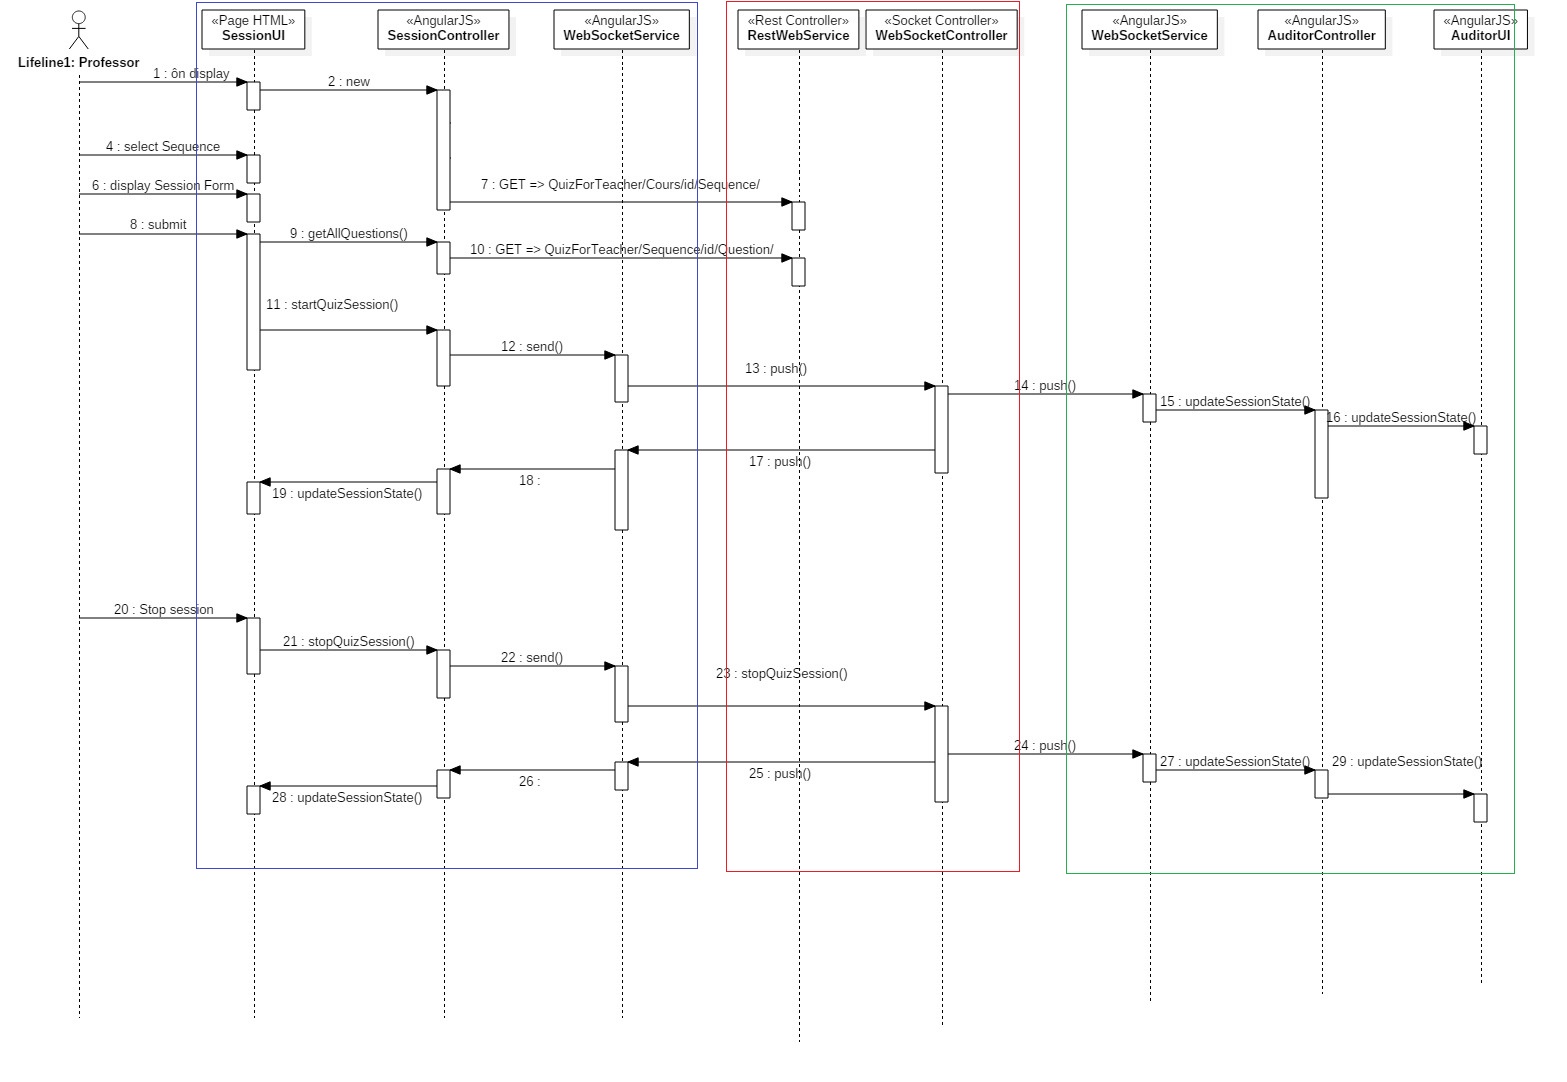 «Page HTML»
SessionUI
«AngularJS»
SessionController
«AngularJS»
WebSocketService
«Rest Controller»
RestWebService
«Socket Controller»
WebSocketController
«AngularJS»
WebSocketService
«AngularJS»
AuditorController
«AngularJS»
AuditorUI
Lifeline1: Professor
1 : ôn display
2 : new
4 : select Sequence
6 : display Session Form
7 : GET => QuizForTeacher/Cours/id/Sequence/
8 : submit
9 : getAllQuestions()
10 : GET => QuizForTeacher/Sequence/id/Question/
11 : startQuizSession()
12 : send()
13 : push()
14 : push()
15 : updateSessionState()
16 : updateSessionState()
17 : push()
18 :
19 : updateSessionState()
20 : Stop session
21 : stopQuizSession()
22 : send()
23 : stopQuizSession()
24 : push()
25 : push()
26 :
27 : updateSessionState()
29 : updateSessionState()
28 : updateSessionState()